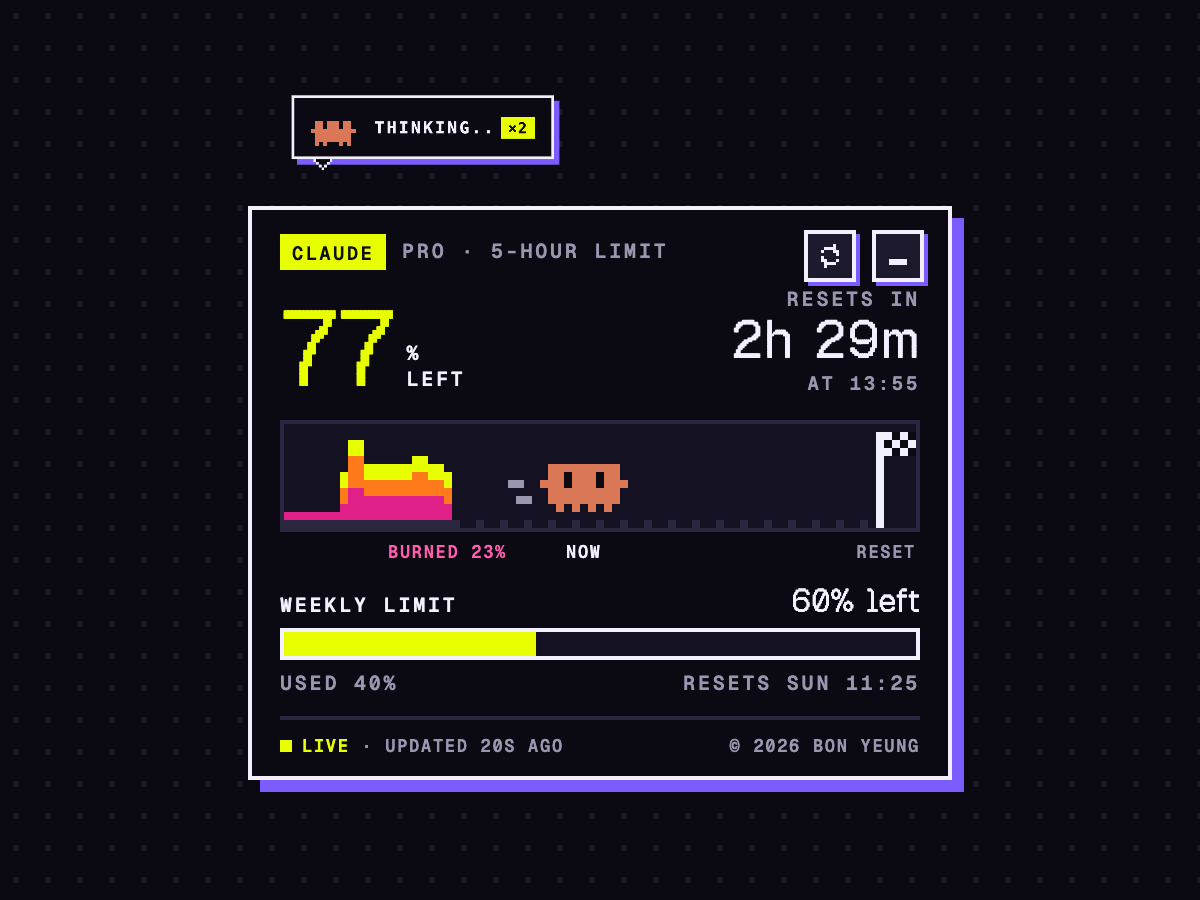 THINKING.. ×2
CLAUDE PRO · 5-HOUR LIMIT
RESETS IN
77 % LEFT
2h 29m
AT 13:55
BURNED 23% NOW RESET
WEEKLY LIMIT 60% left
USED 40% RESETS SUN 11:25
LIVE · UPDATED 20S AGO © 2026 BON YEUNG